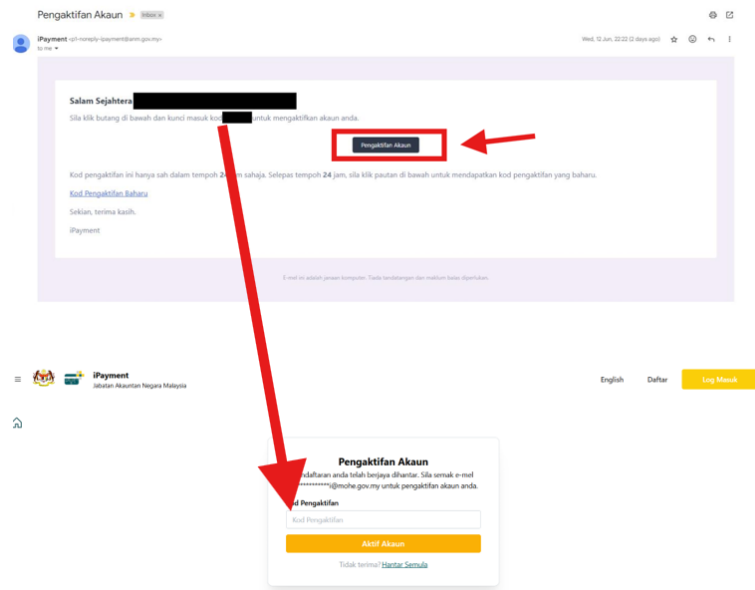 Pengaktifan Akaun Inbox ×
iPayment <p1-noreply-ipayment@anm.gov.my>
Wed, 12 Jun, 22:22 (2 days ago)
to me
Salam Sejahtera
Sila klik butang di bawah dan kunci masuk kod untuk mengaktifkan akaun anda.
Pengaktifan Akaun
Kod pengaktifan ini hanya sah dalam tempoh 24 jam sahaja. Selepas tempoh 24 jam, sila klik pautan di bawah untuk mendapatkan kod pengaktifan yang baharu.
Kod Pengaktifan Baharu
Sekian, terima kasih.
iPayment
E-mel ini adalah janaan komputer. Tiada tandatangan dan maklum balas diperlukan.
iPayment
Jabatan Akauntan Negara Malaysia
English Daftar Log Masuk
Pengaktifan Akaun
ndaftaran anda telah berjaya dihantar. Sila semak e-mel
***********i@mohe.gov.my untuk pengaktifan akaun anda.
d Pengaktifan
Kod Pengaktifan
Aktif Akaun
Tidak terima? Hantar Semula